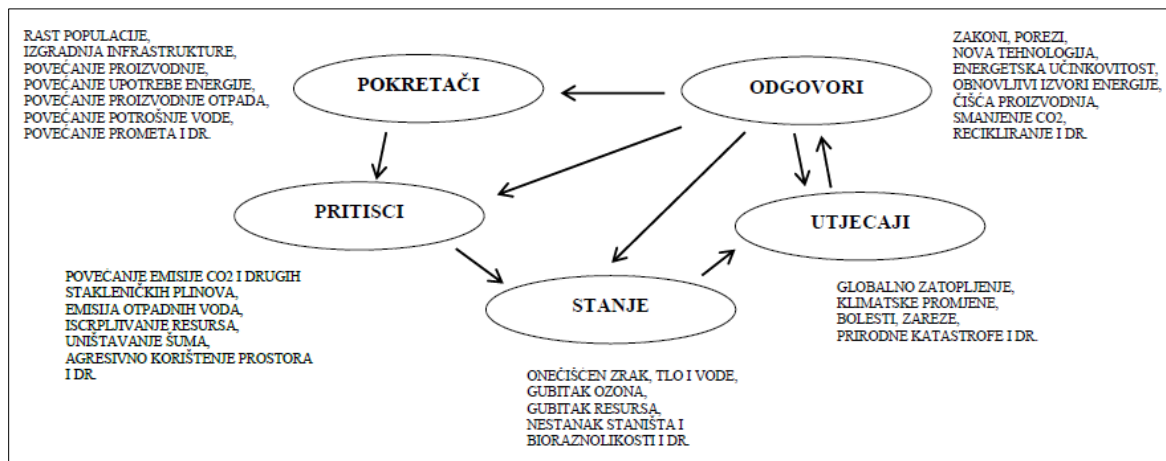 RAST POPULACIJE,
IZGRADNJA INFRASTRUKTURE,
POVEĆANJE PROIZVODNJE,
POVEĆANJE UPOTREBE ENERGIJE,
POVEĆANJE PROIZVODNJE OTPADA,
POVEĆANJE POTROŠNJE VODE,
POVEĆANJE PROMETA I DR.
POKRETAČI
ODGOVORI
ZAKONI, POREZI,
NOVA TEHNOLOGIJA,
ENERGETSKA UČINKOVITOST,
OBNOVLJIVI IZVORI ENERGIJE,
ČIŠĆA PROIZVODNJA,
SMANJENJE CO2,
RECIKLIRANJE I DR.
PRITISCI
UTJECAJI
POVEĆANJE EMISIJE CO2 I DRUGIH
STAKLENIČKIH PLINOVA,
EMISIJA OTPADNIH VODA,
ISCRPLJIVANJE RESURSA,
UNIŠTAVANJE ŠUMA,
AGRESIVNO KORIŠTENJE PROSTORA
I DR.
STANJE
GLOBALNO ZATOPLJENJE,
KLIMATSKE PROMJENE,
BOLESTI, ZAREZE,
PRIRODNE KATASTROFE I DR.
ONEČIŠĆEN ZRAK, TLO I VODE,
GUBITAK OZONA,
GUBITAK RESURSA,
NESTANAK STANIŠTA I
BIORAZNOLIKOSTI I DR.